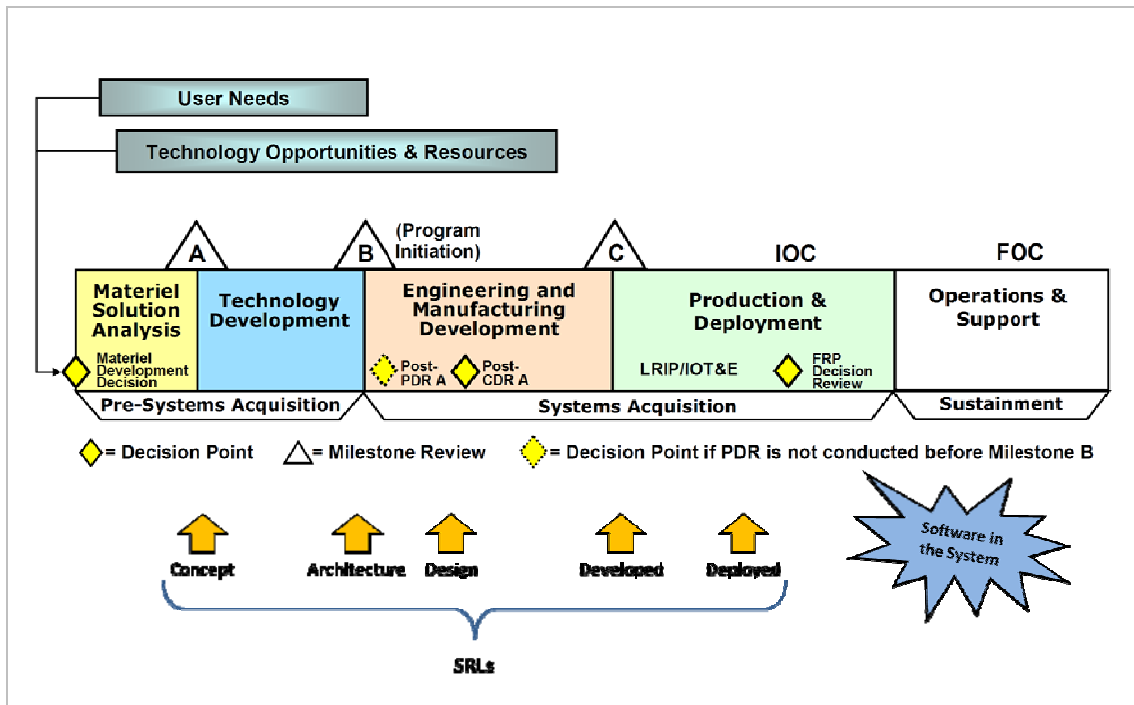 User Needs
Technology Opportunities & Resources
A
B
(Program
Initiation)
C
IOC
FOC
Materiel
Solution
Analysis
Technology
Development
Engineering and
Manufacturing
Development
Production &
Deployment
Operations &
Support
Materiel
Development
Decision
Post-
PDR A
Post-
CDR A
LRIP/IOT&E
FRP
Decision
Review
Pre-Systems Acquisition
Systems Acquisition
Sustainment
= Decision Point
= Milestone Review
= Decision Point if PDR is not conducted before Milestone B
Concept
Architecture
Design
Developed
Deployed
Software in
the System
SRLs